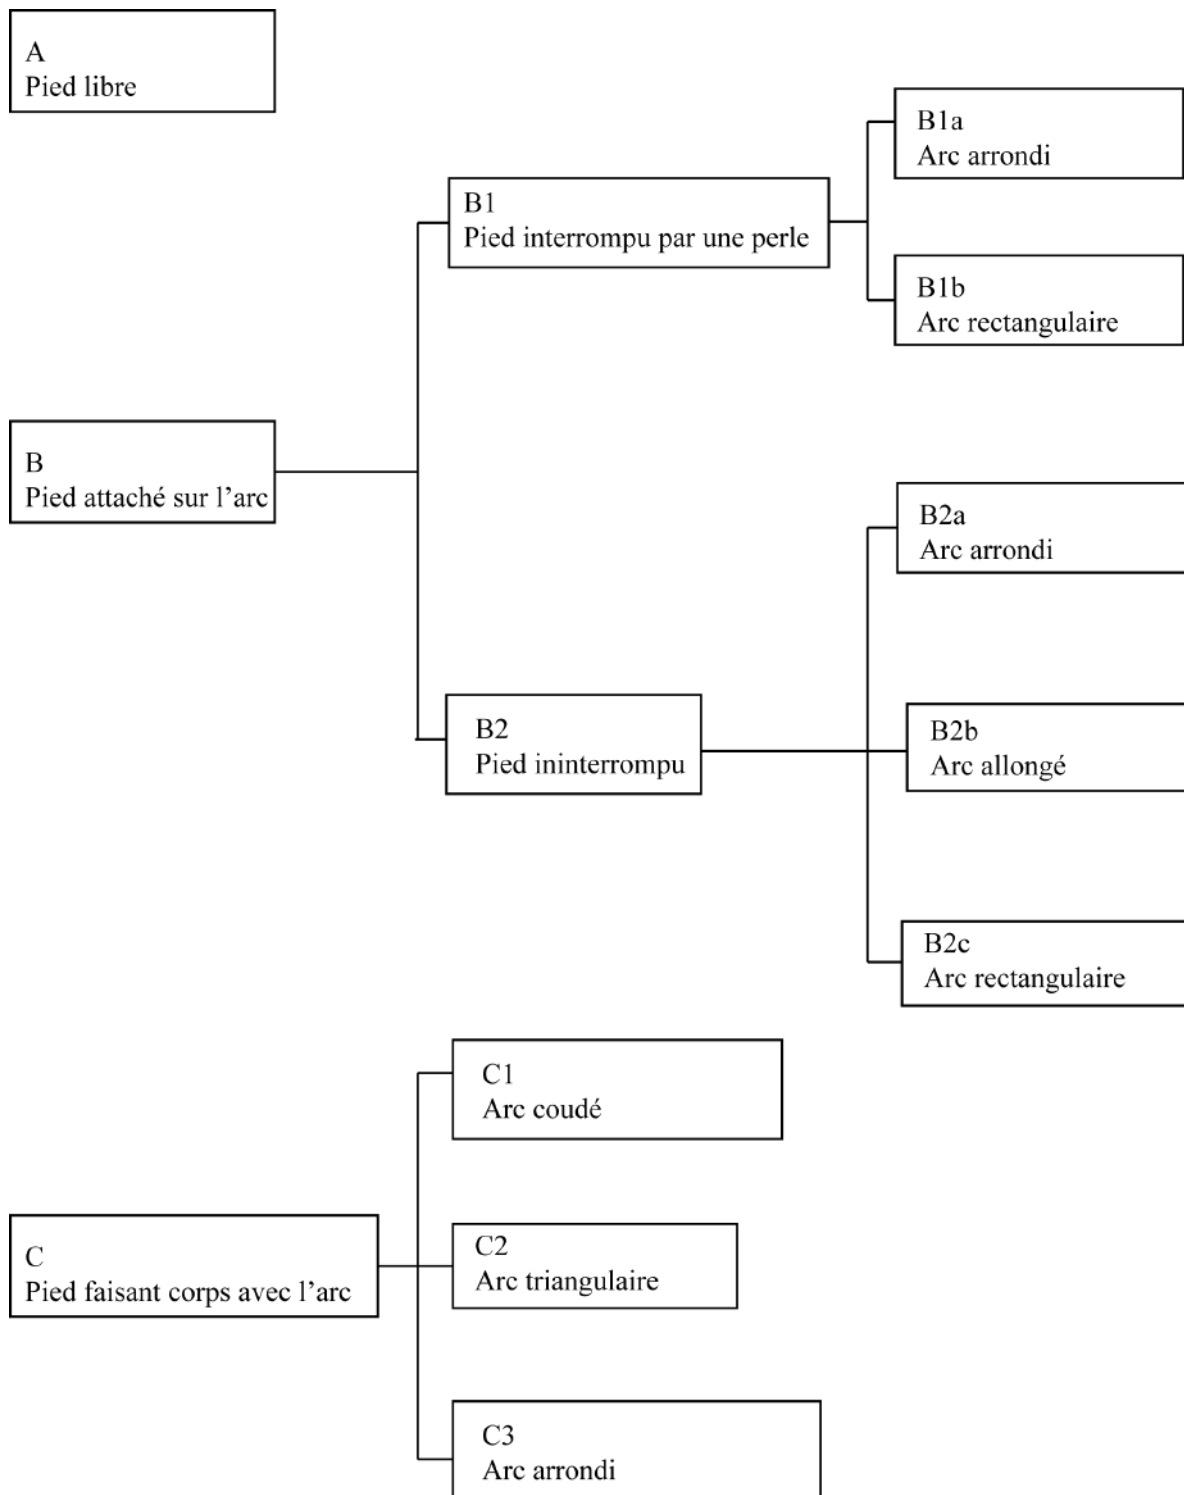 A
Pied libre
B
Pied attaché sur l’arc
B1
Pied interrompu par une perle
B1a
Arc arrondi
B1b
Arc rectangulaire
B2
Pied ininterrompu
B2a
Arc arrondi
B2b
Arc allongé
B2c
Arc rectangulaire
C
Pied faisant corps avec l’arc
C1
Arc coudé
C2
Arc triangulaire
C3
Arc arrondi